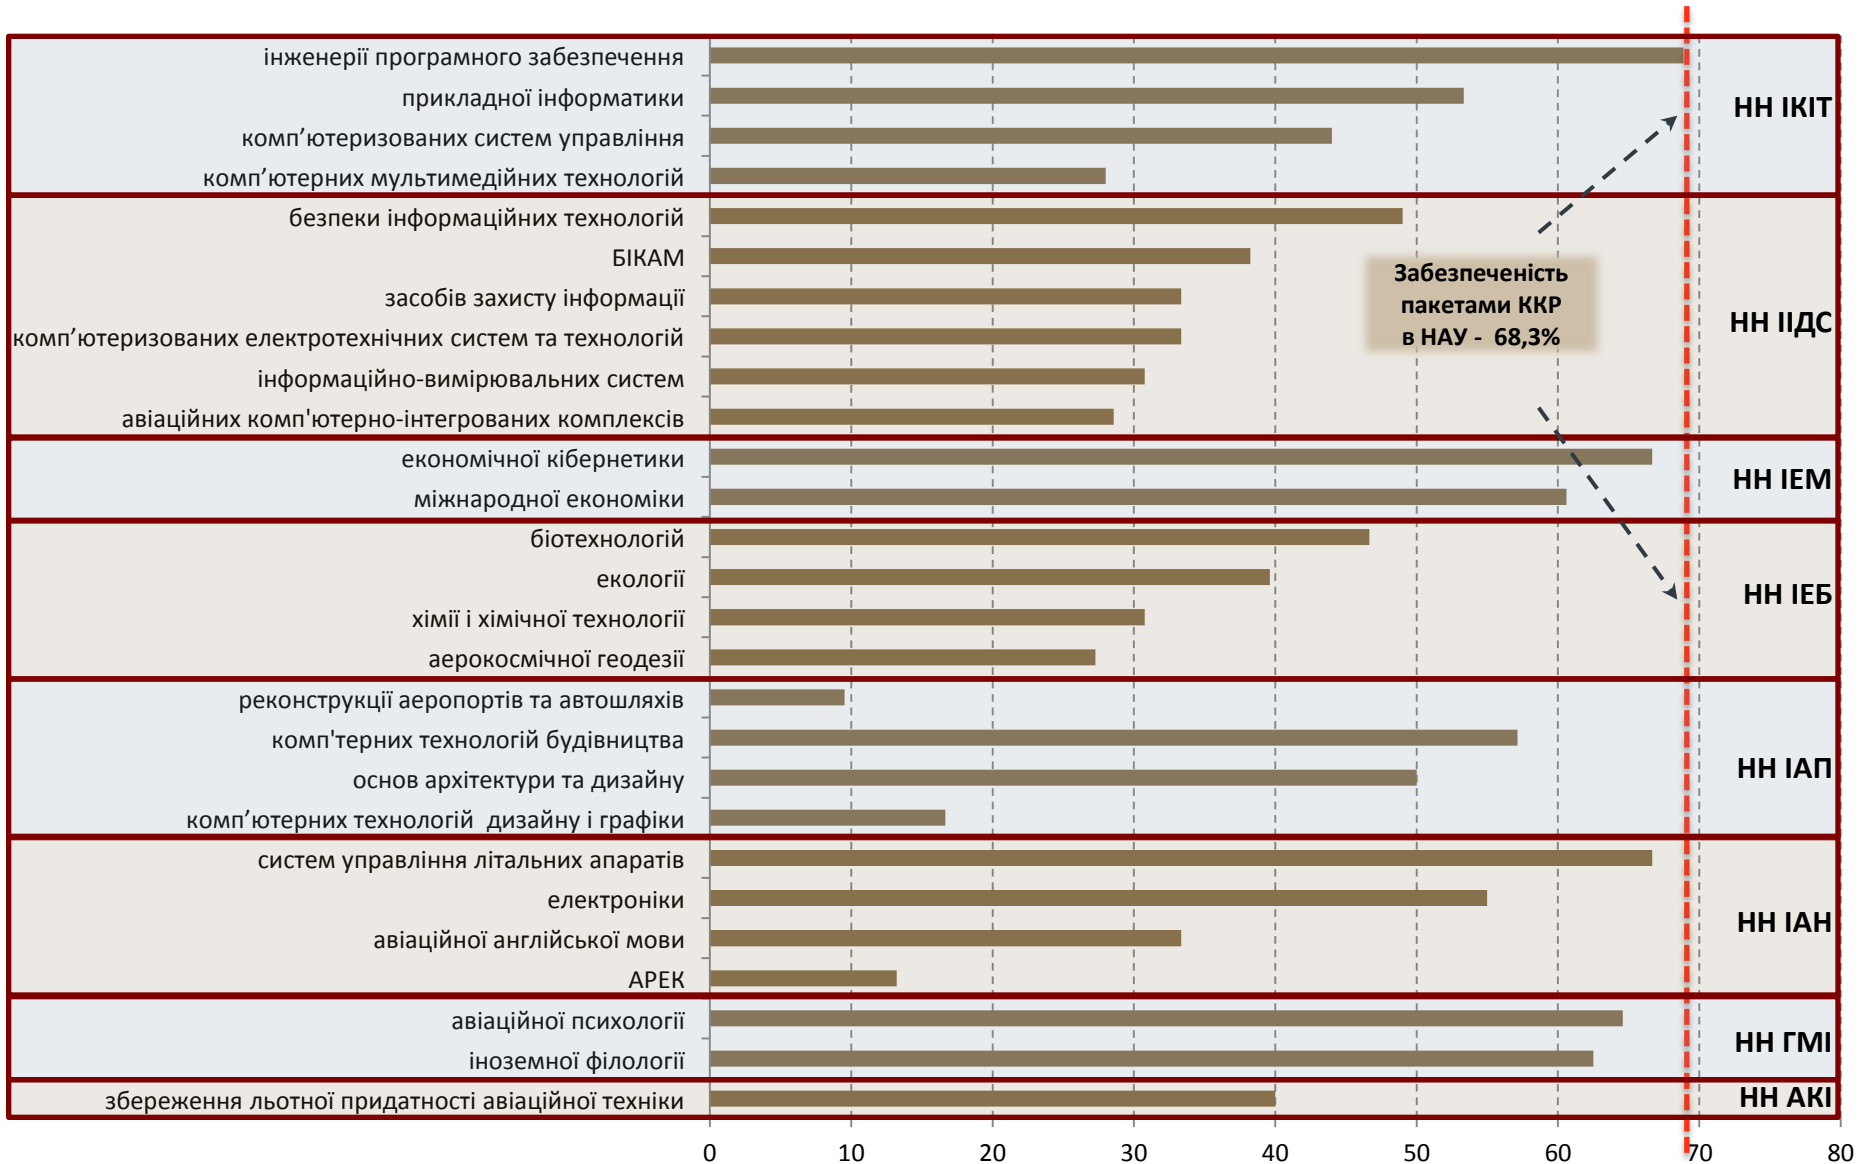 інженерії програмного забезпечення
прикладної інформатики
комп’ютеризованих систем управління
комп’ютерних мультимедійних технологій
НН ІКІТ
безпеки інформаційних технологій
БІКАМ
засобів захисту інформації
комп’ютеризованих електротехнічних систем та технологій
інформаційно-вимірювальних систем
авіаційних комп'ютерно-інтегрованих комплексів
Забезпеченість
пакетами ККР
в НАУ - 68,3%
НН ІІДС
економічної кібернетики
міжнародної економіки
НН ІЕМ
біотехнологій
екології
хімії і хімічної технології
аерокосмічної геодезії
НН ІЕБ
реконструкції аеропортів та автошляхів
комп'терних технологій будівництва
основ архітектури та дизайну
комп’ютерних технологій дизайну і графіки
НН ІАП
систем управління літальних апаратів
електроніки
авіаційної англійської мови
АРЕК
НН ІАН
авіаційної психології
іноземної філології
НН ГМІ
збереження льотної придатності авіаційної техніки
НН АКІ
0 10 20 30 40 50 60 70 80